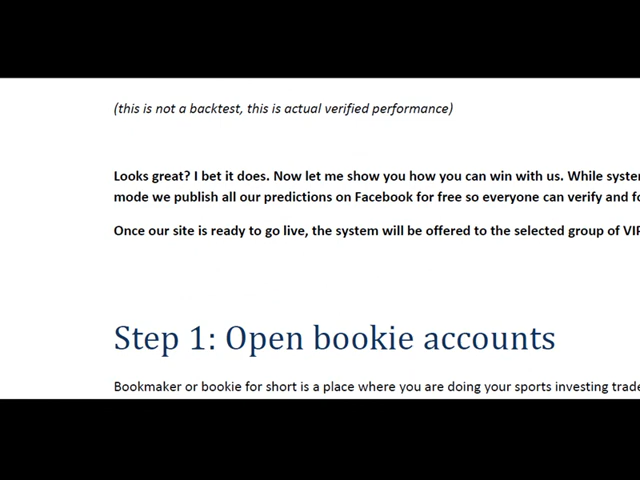 (this is not a backtest, this is actual verified performance)
Looks great? I bet it does. Now let me show you how you can win with us. While
mode we publish all our predictions on Facebook for free so everyone can verify and
Once our site is ready to go live, the system will be offered to the selected group of
Step 1: Open bookie accounts
Bookmaker or bookie for short is a place where you are doing your sports investing